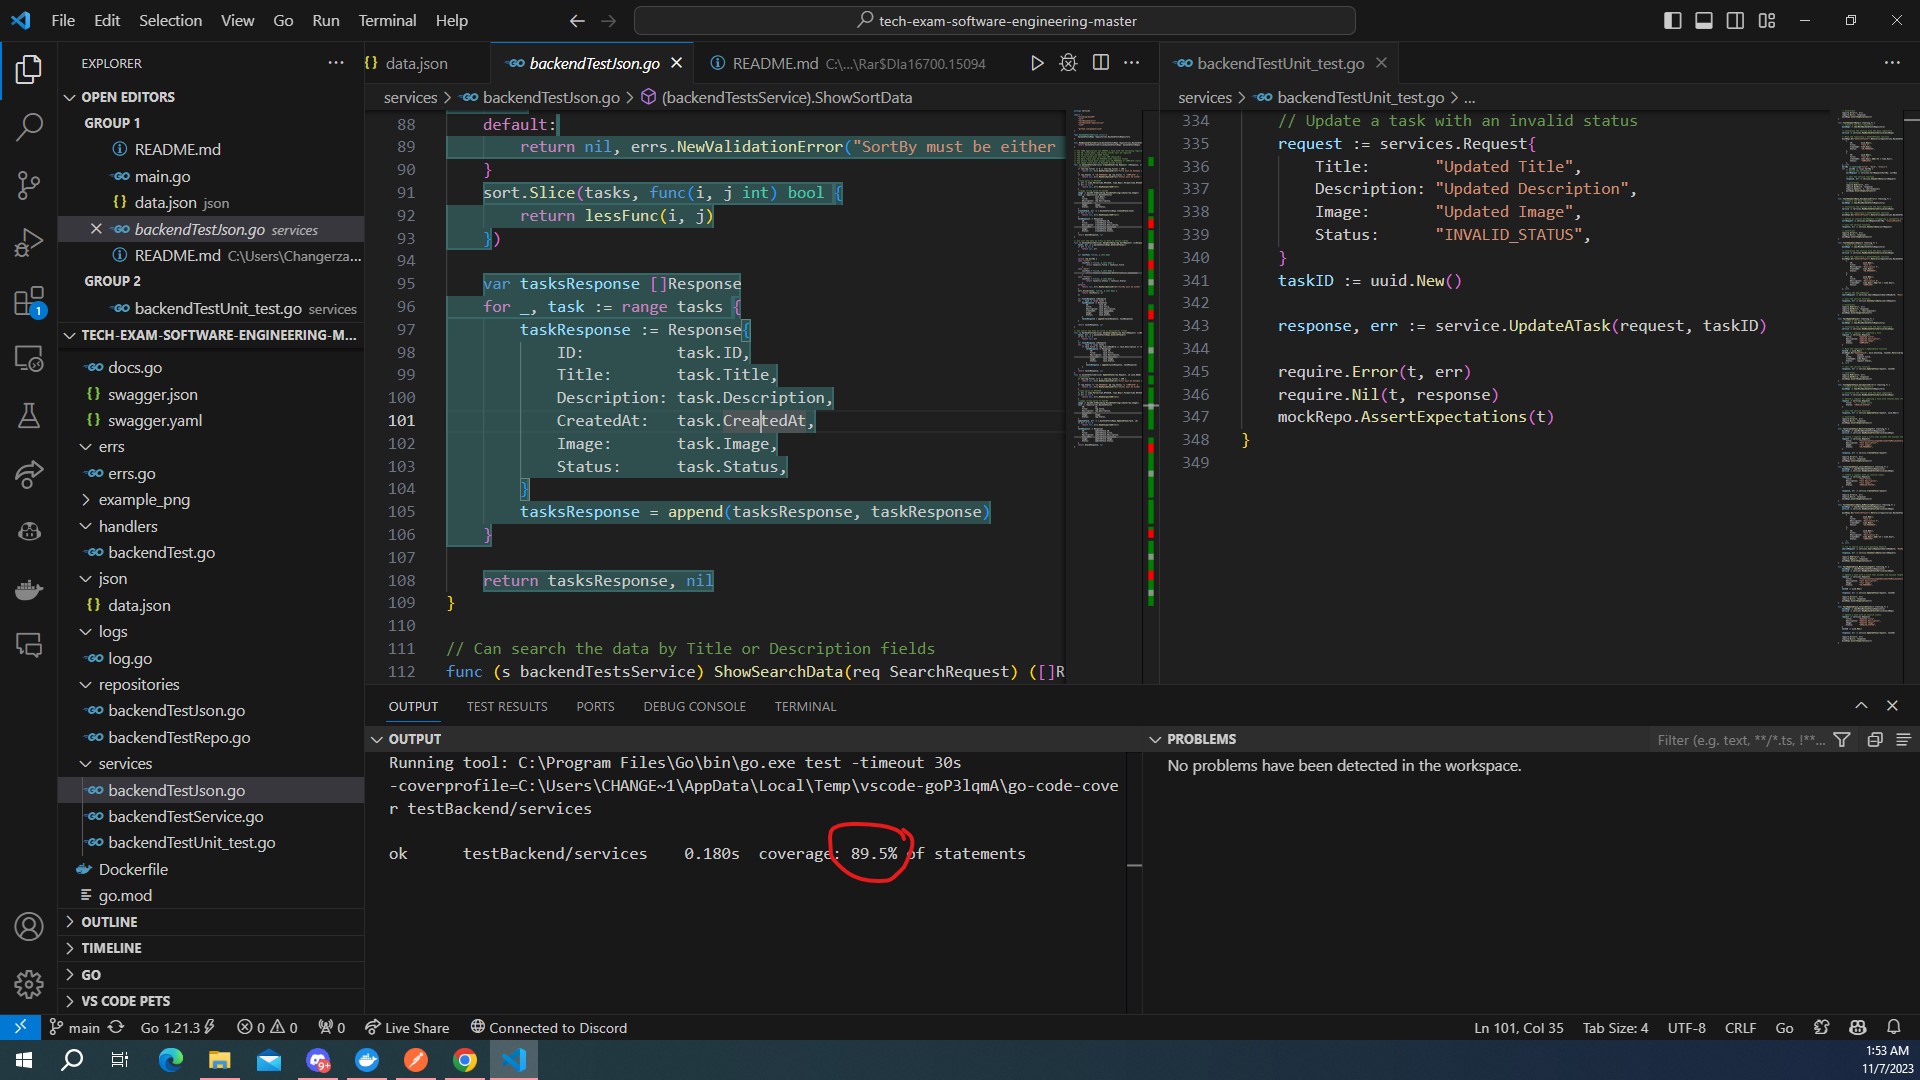 File Edit Selection View Go Run Terminal Help
tech-exam-software-engineering-master
EXPLORER
OPEN EDITORS
GROUP 1
README.md
main.go
data.json json
backendTestJson.go services
README.md C:\Users\Changerza...
GROUP 2
backendTestUnit_test.go services
TECH-EXAM-SOFTWARE-ENGINEERING-M...
docs.go
swagger.json
swagger.yaml
errs
errs.go
example_png
handlers
backendTest.go
json
data.json
logs
log.go
repositories
backendTestJson.go
backendTestRepo.go
services
backendTestJson.go
backendTestService.go
backendTestUnit_test.go
Dockerfile
go.mod
OUTLINE
TIMELINE
GO
VS CODE PETS
data.json
backendTestJson.go
README.md C:\...\Rar$DIa16700.15094
services > backendTestJson.go > (backendTestsService).ShowSortData
88 default:
89 return nil, errs.NewValidationError("SortBy must be either
90 }
91 sort.Slice(tasks, func(i, j int) bool {
92 return lessFunc(i, j)
93 })
94
95 var tasksResponse []Response
96 for _, task := range tasks {
97 taskResponse := Response{
98 ID: task.ID,
99 Title: task.Title,
100 Description: task.Description,
101 CreatedAt: task.CreatedAt,
102 Image: task.Image,
103 Status: task.Status,
104 }
105 tasksResponse = append(tasksResponse, taskResponse)
106 }
107
108 return tasksResponse, nil
109 }
110
111 // Can search the data by Title or Description fields
112 func (s backendTestsService) ShowSearchData(req SearchRequest) ([]R
backendTestUnit_test.go
services > backendTestUnit_test.go > ...
334 // Update a task with an invalid status
335 request := services.Request{
336 Title: "Updated Title",
337 Description: "Updated Description",
338 Image: "Updated Image",
339 Status: "INVALID_STATUS",
340 }
341 taskID := uuid.New()
342
343 response, err := service.UpdateATask(request, taskID)
344
345 require.Error(t, err)
346 require.Nil(t, response)
347 mockRepo.AssertExpectations(t)
348 }
349
OUTPUT TEST RESULTS PORTS DEBUG CONSOLE TERMINAL
OUTPUT
Running tool: C:\Program Files\Go\bin\go.exe test -timeout 30s
-coverprofile=C:\Users\CHANGE~1\AppData\Local\Temp\vscode-goP3lqmA\go-code-cove
r testBackend/services
ok testBackend/services 0.180s coverage: 89.5% of statements
PROBLEMS
Filter (e.g. text, **/*.ts, !**...
No problems have been detected in the workspace.
1
main Go 1.21.3 0 0 0 Live Share Connected to Discord
Ln 101, Col 35 Tab Size: 4 UTF-8 CRLF Go
9+
1:53 AM
11/7/2023